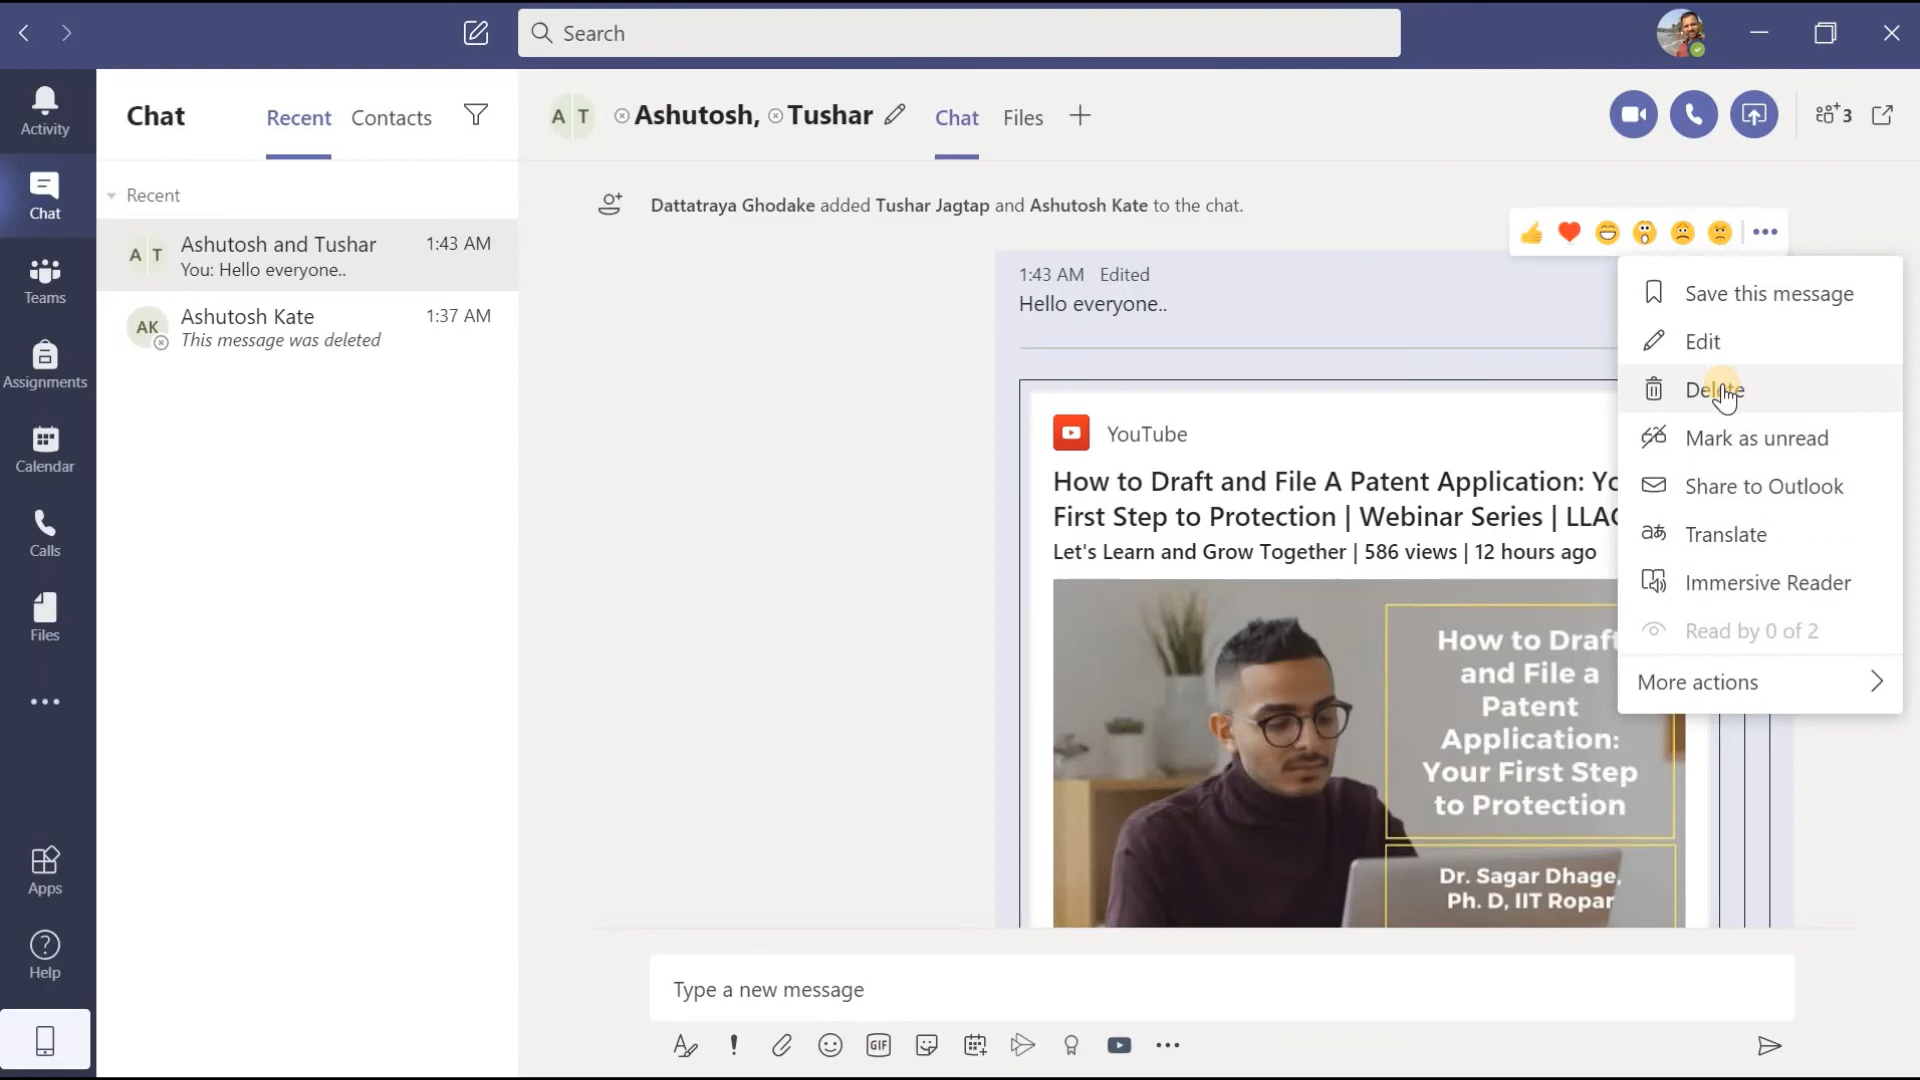 Search
Activity
Chat
Teams
Assignments
Calendar
Calls
Files
Apps
Help
Chat
Recent
Contacts
Recent
A T
Ashutosh and Tushar
1:43 AM
You: Hello everyone..
AK
Ashutosh Kate
1:37 AM
This message was deleted
A T
Ashutosh, Tushar
Chat
Files
3
Dattatraya Ghodake added Tushar Jagtap and Ashutosh Kate to the chat.
1:43 AM Edited
Hello everyone..
YouTube
How to Draft and File A Patent Application: Yo
First Step to Protection | Webinar Series | LLAG
Let's Learn and Grow Together | 586 views | 12 hours ago
How to Draft
and File a
Patent
Application:
Your First Step
to Protection
Dr. Sagar Dhage,
Ph. D, IIT Ropar
Save this message
Edit
Delete
Mark as unread
Share to Outlook
Translate
Immersive Reader
Read by 0 of 2
More actions
Type a new message
GIF